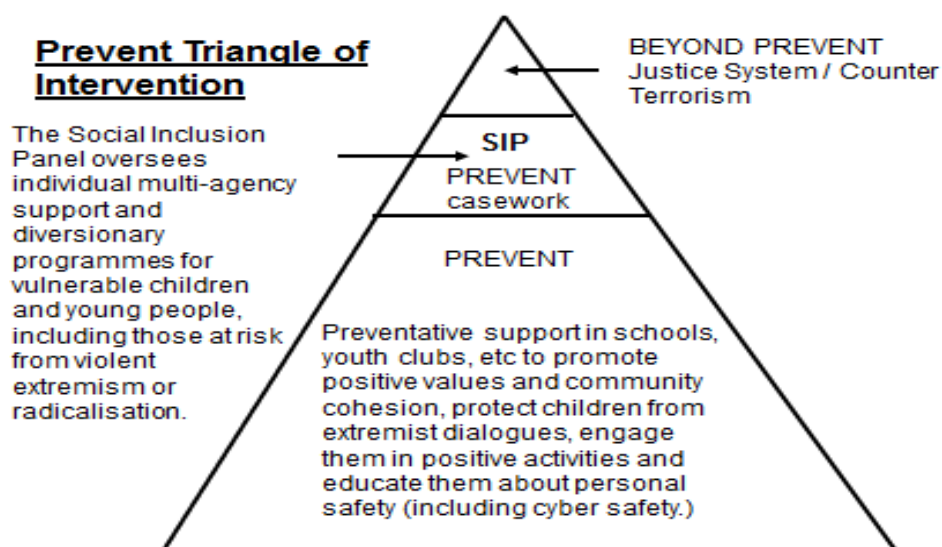 Prevent Triangle of
Intervention
The Social Inclusion
Panel oversees
individual multi-agency
support and
diversionary
programmes for
vulnerable children
and young people,
including those at risk
from violent
extremism or
radicalisation.
BEYOND PREVENT
Justice System / Counter
Terrorism
SIP
PREVENT
casework
PREVENT
Preventative support in schools,
youth clubs, etc to promote
positive values and community
cohesion, protect children from
extremist dialogues, engage
them in positive activities and
educate them about personal
safety (including cyber safety.)